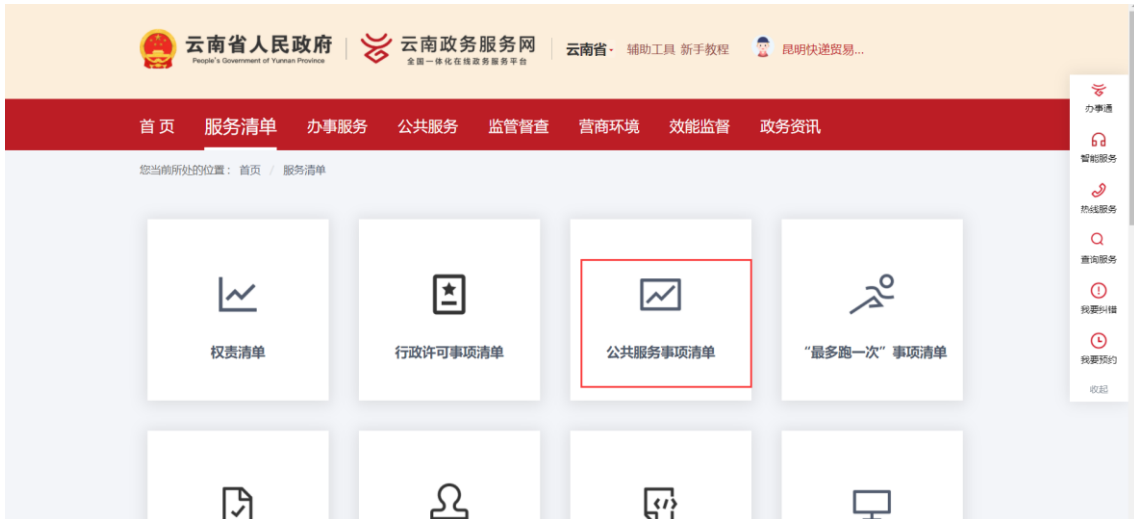 云南省人民政府
People's Government of Yunnan Province
云南政务服务网
全国一体化在线政务服务平台
云南省·
辅助工具 新手教程
昆明快递贸易...
首页 服务清单 办事服务 公共服务 监管督查 营商环境 效能监督 政务资讯
您当前所处的位置： 首页 / 服务清单
权责清单
行政许可事项清单
公共服务事项清单
“最多跑一次”事项清单
办事通
智能服务
热线服务
查询服务
我要纠错
我要预约
收起